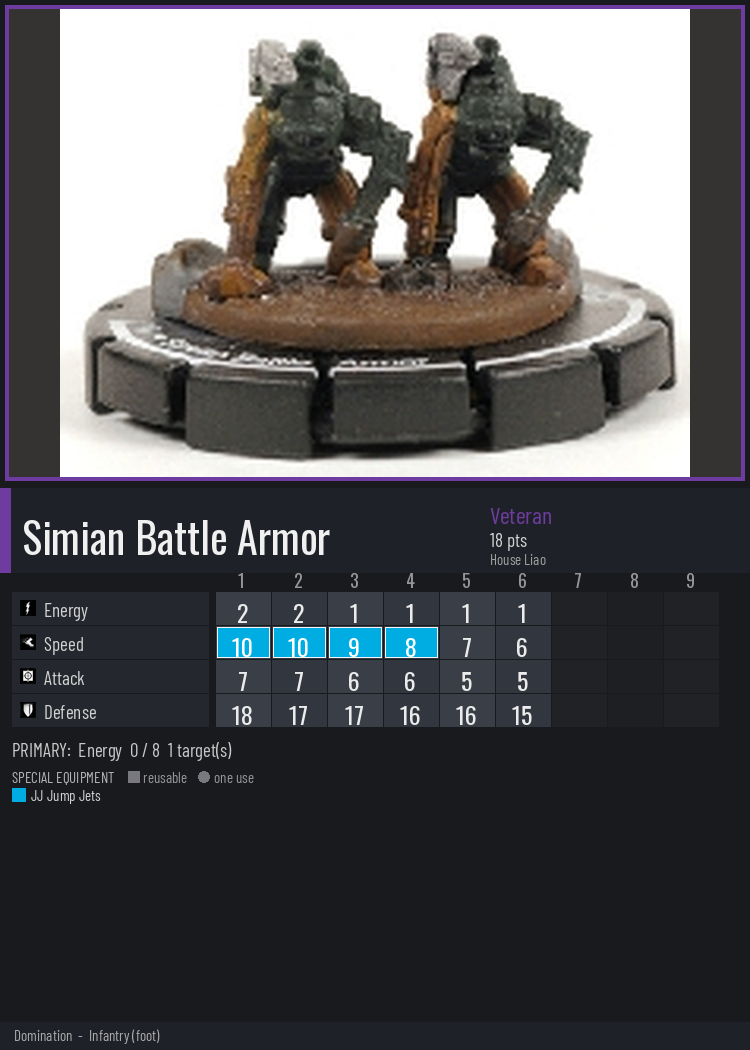 Armor
Simian Battle Armor
Veteran
18 pts
House Liao
1 2 3 4 5 6 7 8 9
Energy 2 2 1 1 1 1
Speed 10 10 9 8 7 6
Attack 7 7 6 6 5 5
Defense 18 17 17 16 16 15
PRIMARY: Energy 0 / 8 1 target(s)
SPECIAL EQUIPMENT reusable one use
JJ Jump Jets
Domination - Infantry (foot)